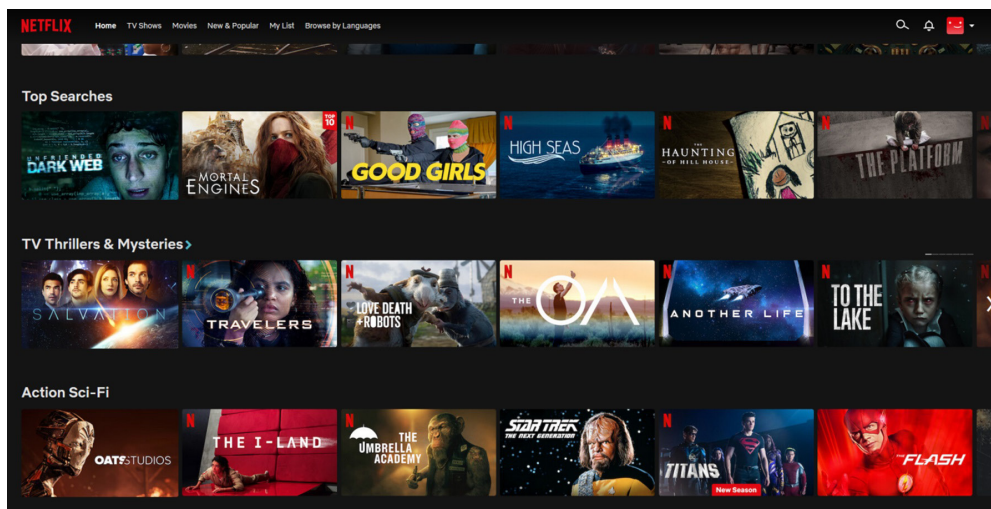 NETFLIX Home TV Shows Movies New & Popular My List Browse by Languages
Top Searches
UNFRIENDED
DARK WEB
TOP
10
MORTAL
ENGINES
N
GOOD GIRLS
N
HIGH SEAS
N
THE
HAUNTING
-OF HILL HOUSE-
N
THE PLATFORM
TV Thrillers & Mysteries>
SALVATION
N
TRAVELERS
N
LOVE DEATH
+ROBOTS
N
THE OA
N
ANOTHER LIFE
N
TO THE
LAKE
Action Sci-Fi
OATS STUDIOS
N
THE I-LAND
N
THE
UMBRELLA
ACADEMY
STAR TREK
THE NEXT GENERATION
N
TITANS
New Season
THE FLASH